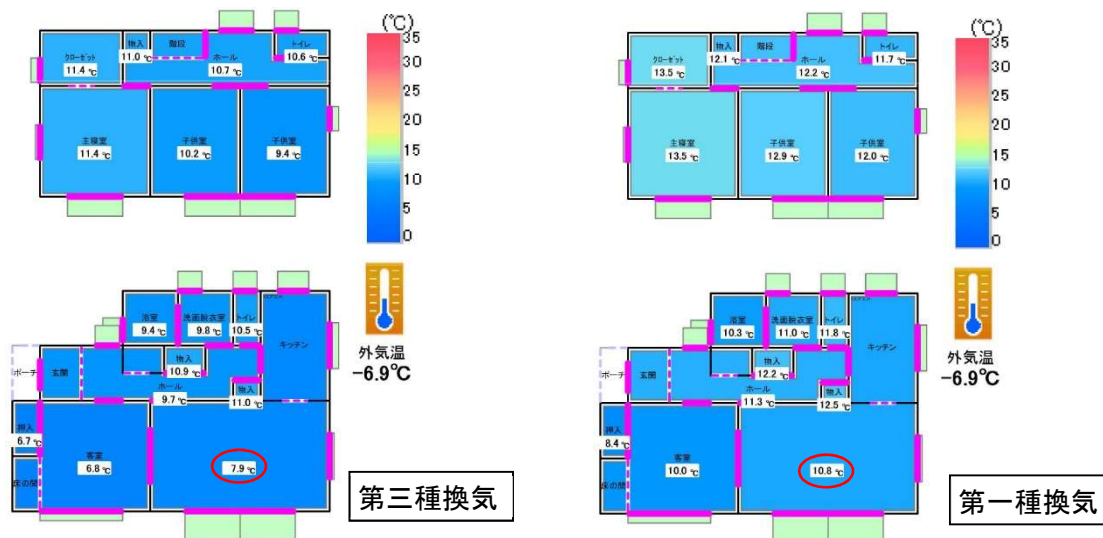 (℃)
35
30
25
20
15
10
5
0
クローゼット
11.4 ℃
物入
11.0 ℃
階段
ホール
10.7 ℃
トイレ
10.6 ℃
主寝室
11.4 ℃
子供室
10.2 ℃
子供室
9.4 ℃
外気温
-6.9℃
浴室
9.4 ℃
洗面脱衣室
9.8 ℃
トイレ
10.5 ℃
キッチン
物入
10.9 ℃
ポーチ
玄関
ホール
9.7 ℃
物入
11.0 ℃
押入
6.7 ℃
客室
6.8 ℃
床の間
7.9 ℃
第三種換気
(℃)
35
30
25
20
15
10
5
0
クローゼット
13.5 ℃
物入
12.1 ℃
階段
ホール
12.2 ℃
トイレ
11.7 ℃
主寝室
13.5 ℃
子供室
12.9 ℃
子供室
12.0 ℃
外気温
-6.9℃
浴室
10.3 ℃
洗面脱衣室
11.0 ℃
トイレ
11.8 ℃
キッチン
物入
12.2 ℃
ポーチ
玄関
ホール
11.3 ℃
物入
12.5 ℃
押入
8.4 ℃
客室
10.0 ℃
床の間
10.8 ℃
第一種換気